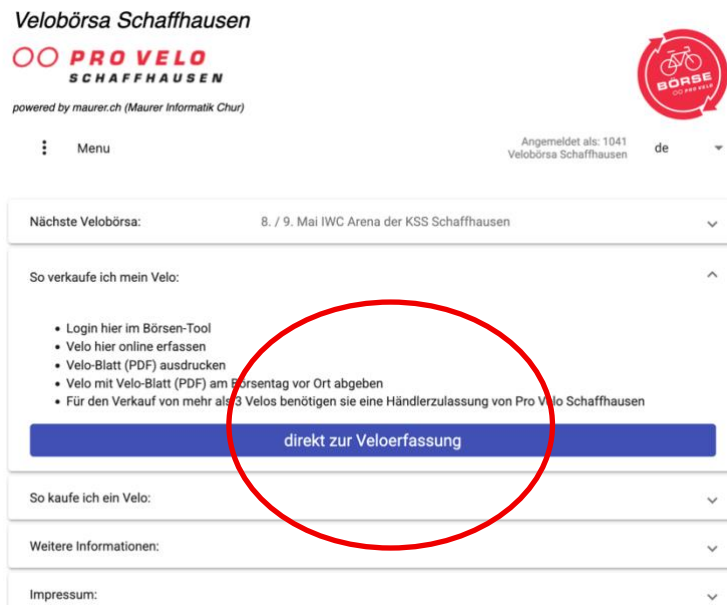 Velobörsa Schaffhausen
PRO VELO
SCHAFFHAUSEN
BÖRSE
PRO VELO
powered by maurer.ch (Maurer Informatik Chur)
Menu
Angemeldet als: 1041
Velobörsa Schaffhausen
de
Nächste Velobörsa: 8. / 9. Mai IWC Arena der KSS Schaffhausen
So verkaufe ich mein Velo:
• Login hier im Börsen-Tool
• Velo hier online erfassen
• Velo-Blatt (PDF) ausdrucken
• Velo mit Velo-Blatt (PDF) am Börsentag vor Ort abgeben
• Für den Verkauf von mehr als 3 Velos benötigen sie eine Händlerzulassung von Pro Velo Schaffhausen
direkt zur Veloerfassung
So kaufe ich ein Velo:
Weitere Informationen:
Impressum: